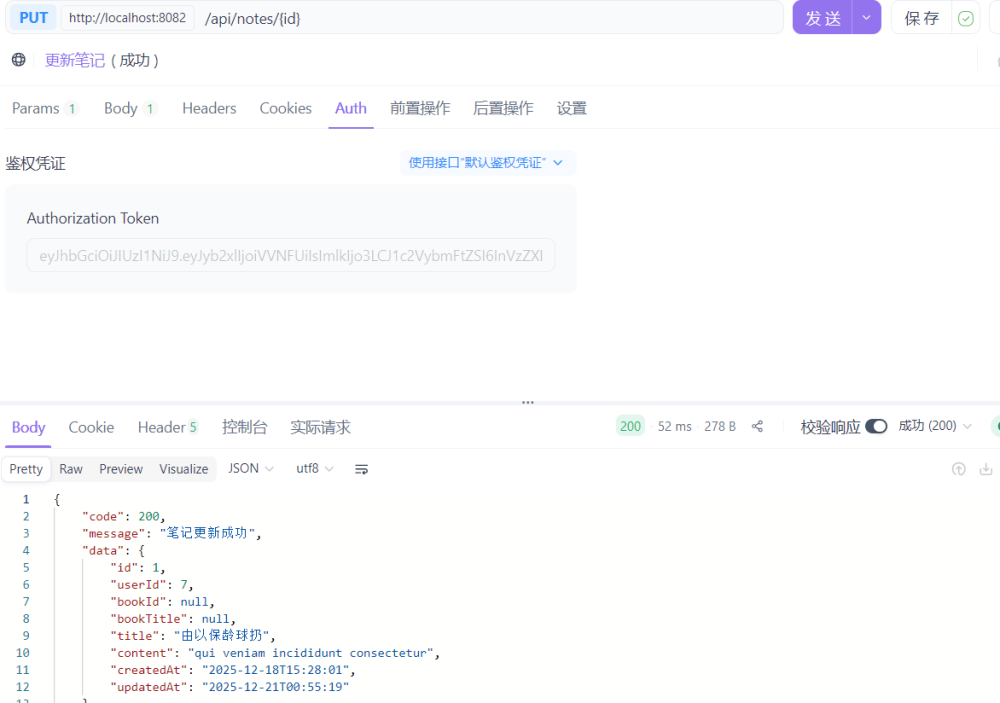 PUT http://localhost:8082 /api/notes/{id} 发 送 保 存
更新笔记 ( 成功 )
Params 1 Body 1 Headers Cookies Auth 前置操作 后置操作 设置
鉴权凭证 使用接口"默认鉴权凭证"
Authorization Token
eyJhbGciOiJIUzI1NiJ9.eyJyb2xlIjoiVVNFUiIsImlkIjo3LCJ1c2VybmFtZSI6InVzZXI
Body Cookie Header 5 控制台 实际请求 200 52 ms 278 B 校验响应 成功 (200)
Pretty Raw Preview Visualize JSON utf8
1 {
2 "code": 200,
3 "message": "笔记更新成功",
4 "data": {
5 "id": 1,
6 "userId": 7,
7 "bookId": null,
8 "bookTitle": null,
9 "title": "由以保龄球扔",
10 "content": "qui veniam incididunt consectetur",
11 "createdAt": "2025-12-18T15:28:01",
12 "updatedAt": "2025-12-21T00:55:19"